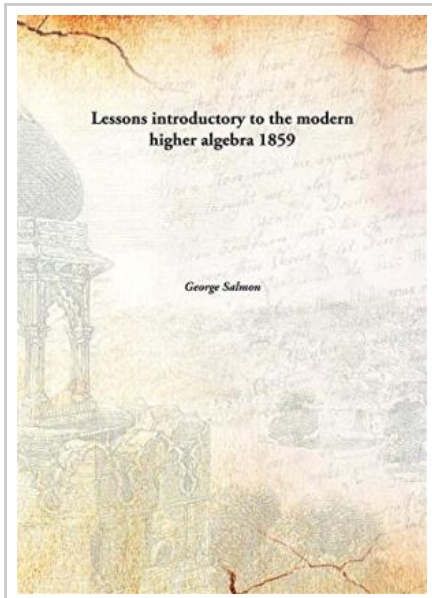 Lessons introductory to the modern
higher algebra 1859
George Salmon